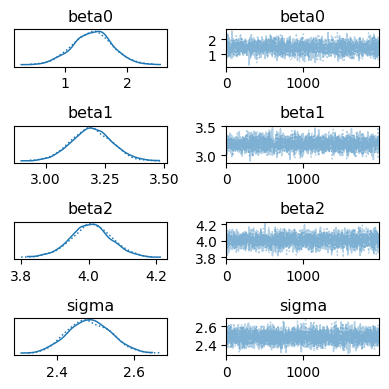 beta0 beta0
2
1
1 2 0 1000
beta1 beta1
3.5
3.0
3.00 3.25 3.50 0 1000
beta2 beta2
4.2
4.0
3.8
3.8 4.0 4.2 0 1000
sigma sigma
2.6
2.4
2.4 2.6 0 1000